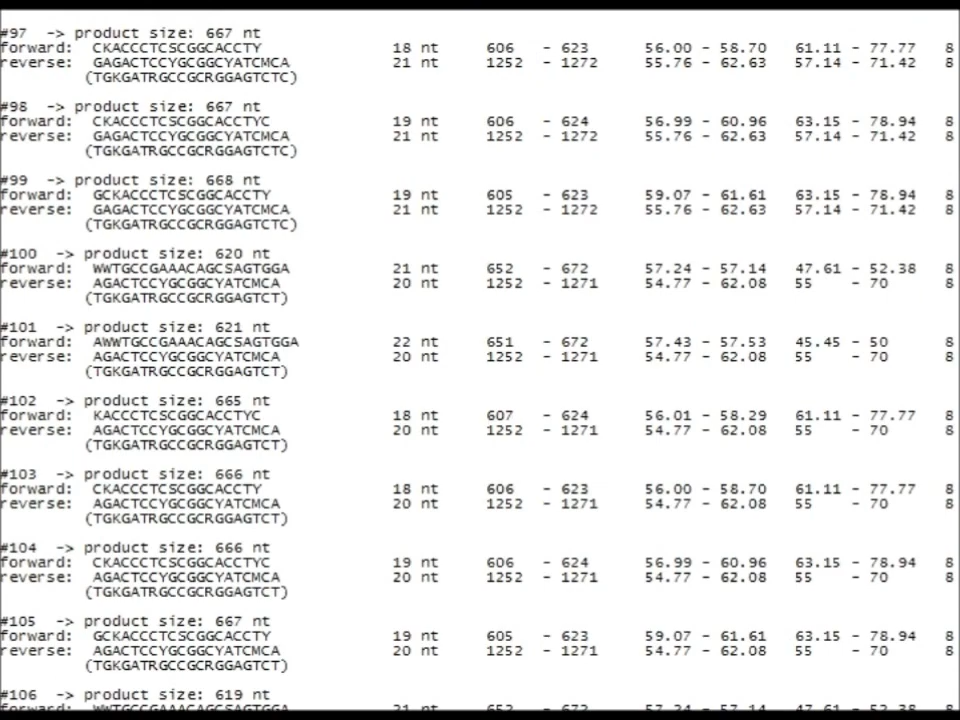 #97 -> product size: 667 nt
forward: CKACCCTCSCGGCACCTY 18 nt 606 - 623 56.00 - 58.70 61.11 - 77.77 8
reverse: GAGACTCCYGCGGCYATCMCA 21 nt 1252 - 1272 55.76 - 62.63 57.14 - 71.42 8
(TGKGATRGCCGCRGGAGTCTC)
#98 -> product size: 667 nt
forward: CKACCCTCSCGGCACCTYC 19 nt 606 - 624 56.99 - 60.96 63.15 - 78.94 8
reverse: GAGACTCCYGCGGCYATCMCA 21 nt 1252 - 1272 55.76 - 62.63 57.14 - 71.42 8
(TGKGATRGCCGCRGGAGTCTC)
#99 -> product size: 668 nt
forward: GCKACCCTCSCGGCACCTY 19 nt 605 - 623 59.07 - 61.61 63.15 - 78.94 8
reverse: GAGACTCCYGCGGCYATCMCA 21 nt 1252 - 1272 55.76 - 62.63 57.14 - 71.42 8
(TGKGATRGCCGCRGGAGTCTC)
#100 -> product size: 620 nt
forward: WWTGCCGAAACAGCSAGTGGA 21 nt 652 - 672 57.24 - 57.14 47.61 - 52.38 8
reverse: AGACTCCYGCGGCYATCMCA 20 nt 1252 - 1271 54.77 - 62.08 55 - 70 8
(TGKGATRGCCGCRGGAGTCT)
#101 -> product size: 621 nt
forward: AWWTGCCGAAACAGCSAGTGGA 22 nt 651 - 672 57.43 - 57.53 45.45 - 50 8
reverse: AGACTCCYGCGGCYATCMCA 20 nt 1252 - 1271 54.77 - 62.08 55 - 70 8
(TGKGATRGCCGCRGGAGTCT)
#102 -> product size: 665 nt
forward: KACCCTCSCGGCACCTYC 18 nt 607 - 624 56.01 - 58.29 61.11 - 77.77 8
reverse: AGACTCCYGCGGCYATCMCA 20 nt 1252 - 1271 54.77 - 62.08 55 - 70 8
(TGKGATRGCCGCRGGAGTCT)
#103 -> product size: 666 nt
forward: CKACCCTCSCGGCACCTY 18 nt 606 - 623 56.00 - 58.70 61.11 - 77.77 8
reverse: AGACTCCYGCGGCYATCMCA 20 nt 1252 - 1271 54.77 - 62.08 55 - 70 8
(TGKGATRGCCGCRGGAGTCT)
#104 -> product size: 666 nt
forward: CKACCCTCSCGGCACCTYC 19 nt 606 - 624 56.99 - 60.96 63.15 - 78.94 8
reverse: AGACTCCYGCGGCYATCMCA 20 nt 1252 - 1271 54.77 - 62.08 55 - 70 8
(TGKGATRGCCGCRGGAGTCT)
#105 -> product size: 667 nt
forward: GCKACCCTCSCGGCACCTY 19 nt 605 - 623 59.07 - 61.61 63.15 - 78.94 8
reverse: AGACTCCYGCGGCYATCMCA 20 nt 1252 - 1271 54.77 - 62.08 55 - 70 8
(TGKGATRGCCGCRGGAGTCT)
#106 -> product size: 619 nt